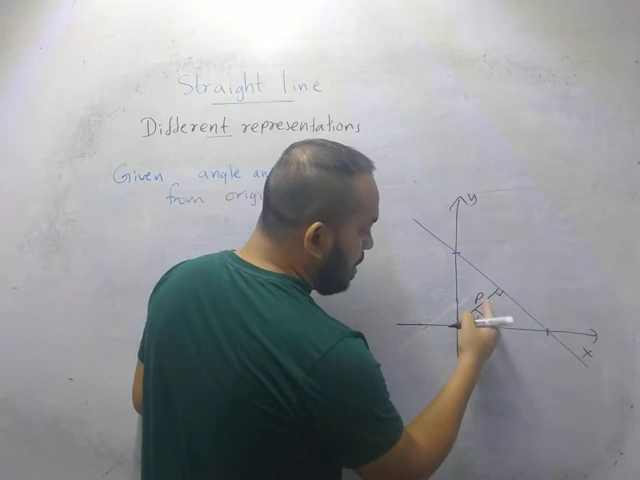 Straight line
Different representations
Given angle an
from origi
y
P
x